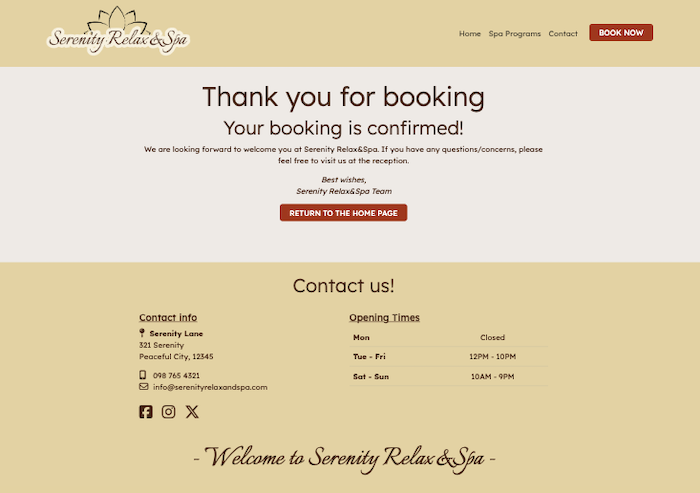 Serenity Relax&Spa
Home Spa Programs Contact BOOK NOW
Thank you for booking
Your booking is confirmed!
We are looking forward to welcome you at Serenity Relax&Spa. If you have any questions/concerns, please
feel free to visit us at the reception.
Best wishes,
Serenity Relax&Spa Team
RETURN TO THE HOME PAGE
Contact us!
Contact info
Serenity Lane
321 Serenity
Peaceful City, 12345
098 765 4321
info@serenityrelaxandspa.com
Opening Times
Mon Closed
Tue - Fri 12PM - 10PM
Sat - Sun 10AM - 9PM
- Welcome to Serenity Relax&Spa -